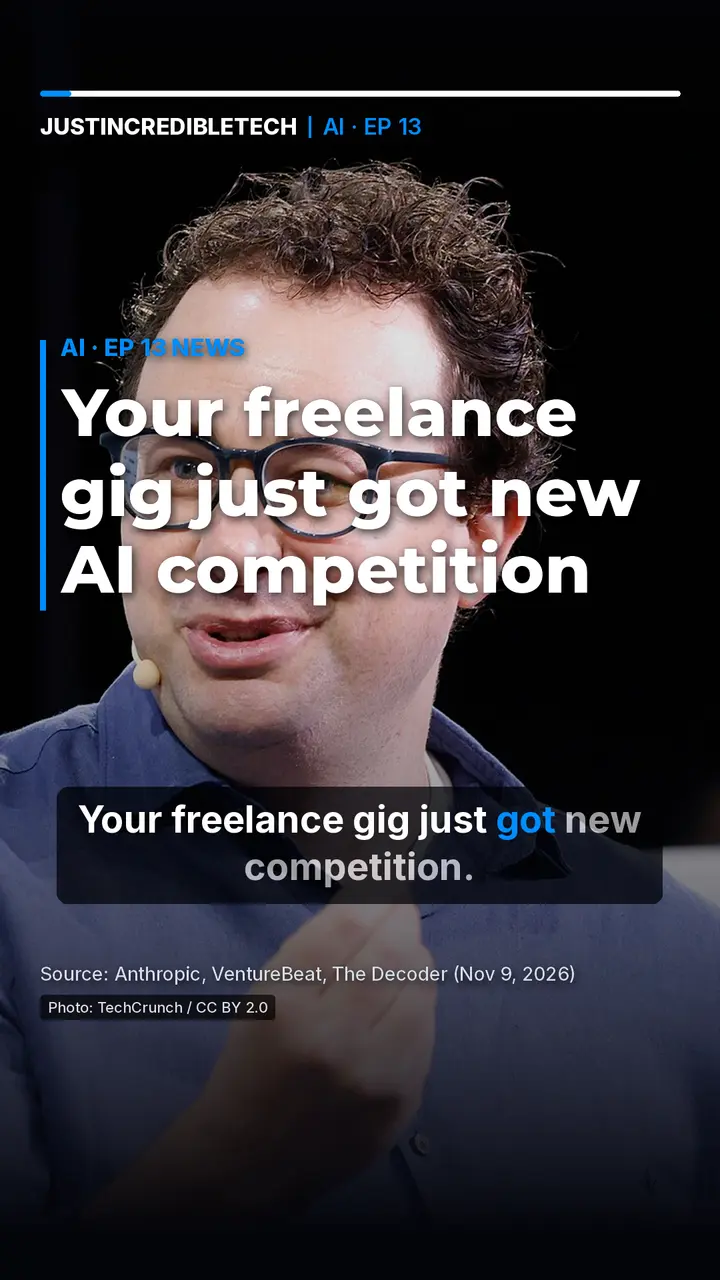 JUSTINCREDIBLETECH | AI · EP 13
AI · EP 13 NEWS
Your freelance
gig just got new
AI competition
Your freelance gig just got new
competition.
Source: Anthropic, VentureBeat, The Decoder (Nov 9, 2026)
Photo: TechCrunch / CC BY 2.0